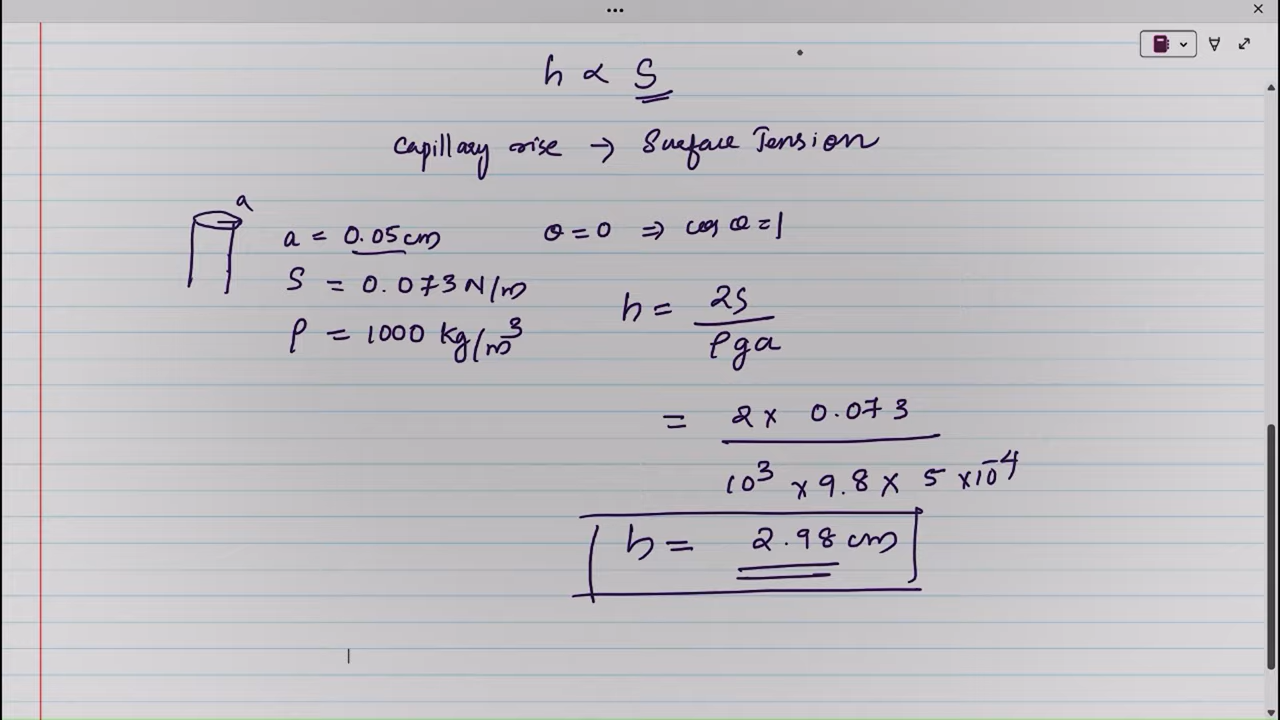 h ∝ S
Capillary rise → Surface Tension
a
a = 0.05 cm
θ = 0 ⇒ cos θ = 1
S = 0.073 N/m
ρ = 1000 kg/m³
h = 2S / ρga
= 2 × 0.073 / 10³ × 9.8 × 5 × 10⁻⁴
h = 2.98 cm